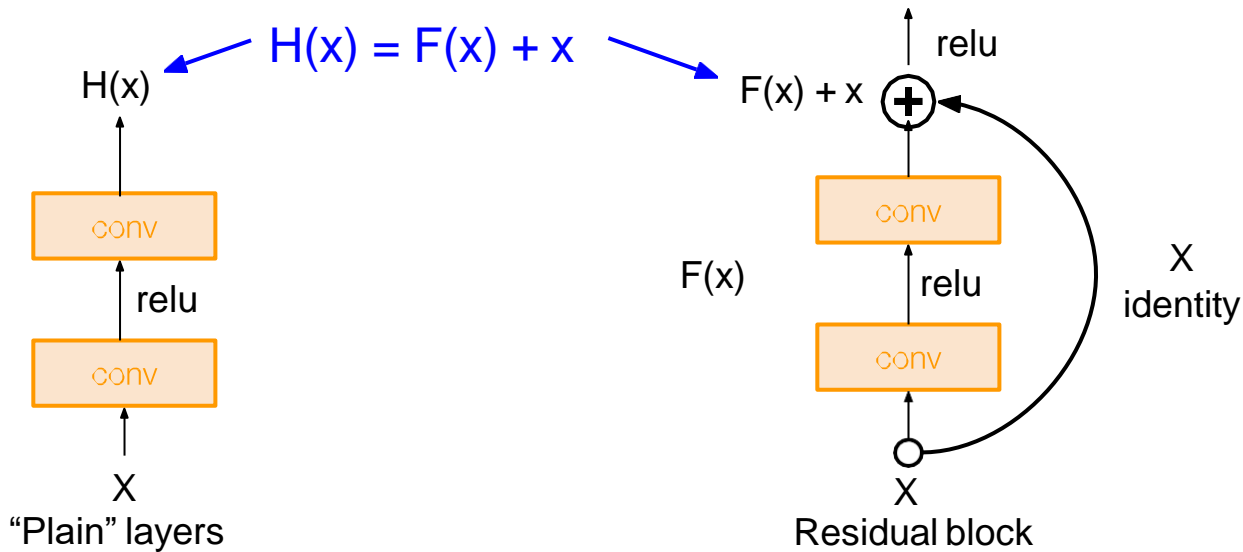 H(x) = F(x) + x
H(x)
conv
relu
conv
X
“Plain” layers
relu
F(x) + x
+
conv
F(x)
relu
X
identity
conv
X
Residual block